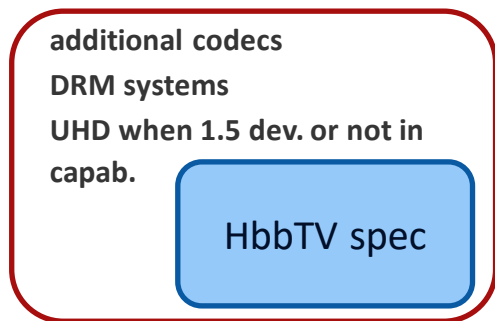 additional codecs
DRM systems
UHD when 1.5 dev. or not in
capab.
HbbTV spec